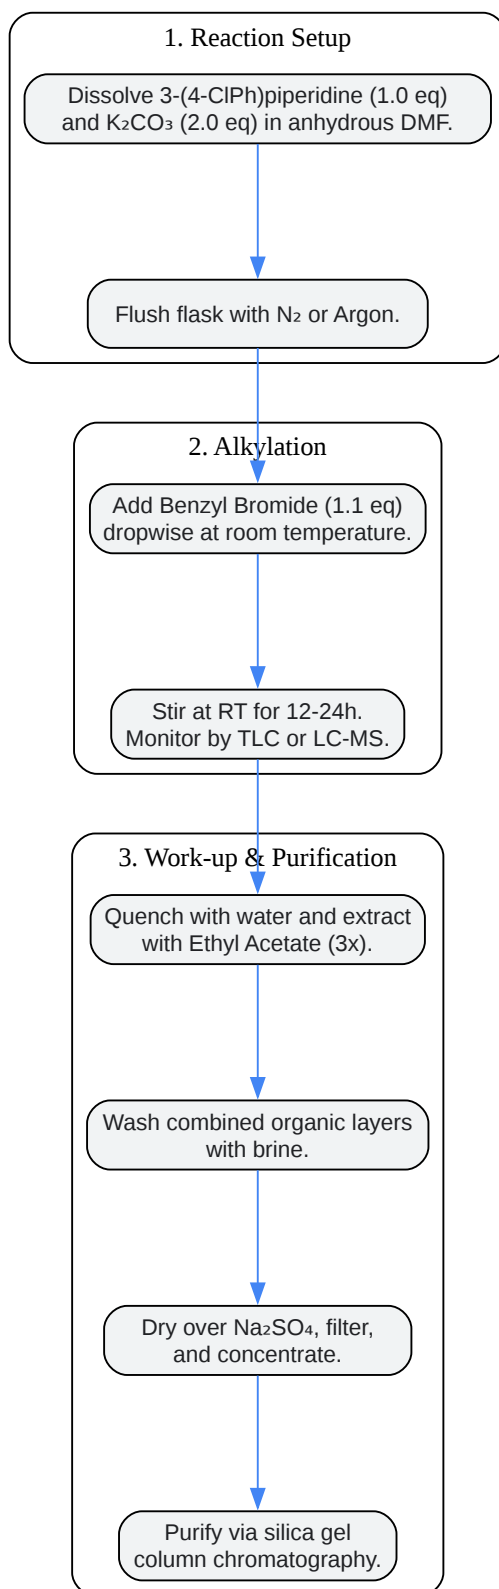 1. Reaction Setup
Dissolve 3-(4-ClPh)piperidine (1.0 eq)
and K₂CO₃ (2.0 eq) in anhydrous DMF.
Flush flask with N₂ or Argon.
2. Alkylation
Add Benzyl Bromide (1.1 eq)
dropwise at room temperature.
Stir at RT for 12-24h.
Monitor by TLC or LC-MS.
3. Work-up & Purification
Quench with water and extract
with Ethyl Acetate (3x).
Wash combined organic layers
with brine.
Dry over Na₂SO₄, filter,
and concentrate.
Purify via silica gel
column chromatography.